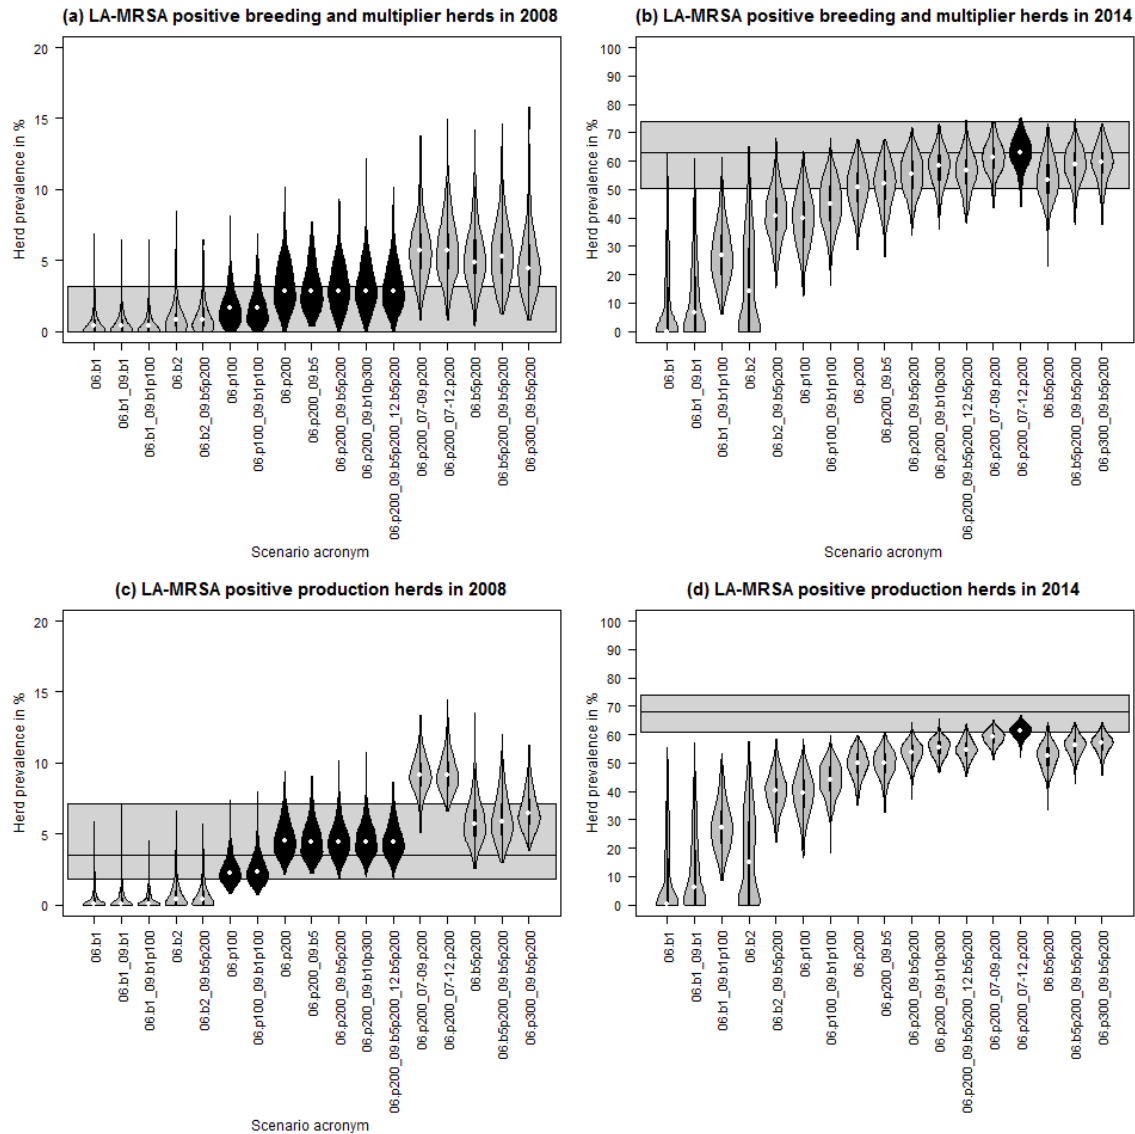 (a) LA-MRSA positive breeding and multiplier herds in 2008
Herd prevalence in %
20
15
10
5
0
06.b1
06.b1_09.b1
06.b1_09.b1p100
06.b2
06.b2_09.b5p200
06.p100
06.p100_09.b1p100
06.p200
06.p200_09.b5
06.p200_09.b5p200
06.p200_09.b10p300
06.p200_09.b5p200_12.b5p200
06.p200_07-09.p200
06.p200_07-12.p200
06.b5p200
06.b5p200_09.b5p200
06.p300_09.b5p200
Scenario acronym
(b) LA-MRSA positive breeding and multiplier herds in 2014
Herd prevalence in %
100
90
80
70
60
50
40
30
20
10
0
06.b1
06.b1_09.b1
06.b1_09.b1p100
06.b2
06.b2_09.b5p200
06.p100
06.p100_09.b1p100
06.p200
06.p200_09.b5
06.p200_09.b5p200
06.p200_09.b10p300
06.p200_09.b5p200_12.b5p200
06.p200_07-09.p200
06.p200_07-12.p200
06.b5p200
06.b5p200_09.b5p200
06.p300_09.b5p200
Scenario acronym
(c) LA-MRSA positive production herds in 2008
Herd prevalence in %
20
15
10
5
0
06.b1
06.b1_09.b1
06.b1_09.b1p100
06.b2
06.b2_09.b5p200
06.p100
06.p100_09.b1p100
06.p200
06.p200_09.b5
06.p200_09.b5p200
06.p200_09.b10p300
06.p200_09.b5p200_12.b5p200
06.p200_07-09.p200
06.p200_07-12.p200
06.b5p200
06.b5p200_09.b5p200
06.p300_09.b5p200
Scenario acronym
(d) LA-MRSA positive production herds in 2014
Herd prevalence in %
100
90
80
70
60
50
40
30
20
10
0
06.b1
06.b1_09.b1
06.b1_09.b1p100
06.b2
06.b2_09.b5p200
06.p100
06.p100_09.b1p100
06.p200
06.p200_09.b5
06.p200_09.b5p200
06.p200_09.b10p300
06.p200_09.b5p200_12.b5p200
06.p200_07-09.p200
06.p200_07-12.p200
06.b5p200
06.b5p200_09.b5p200
06.p300_09.b5p200